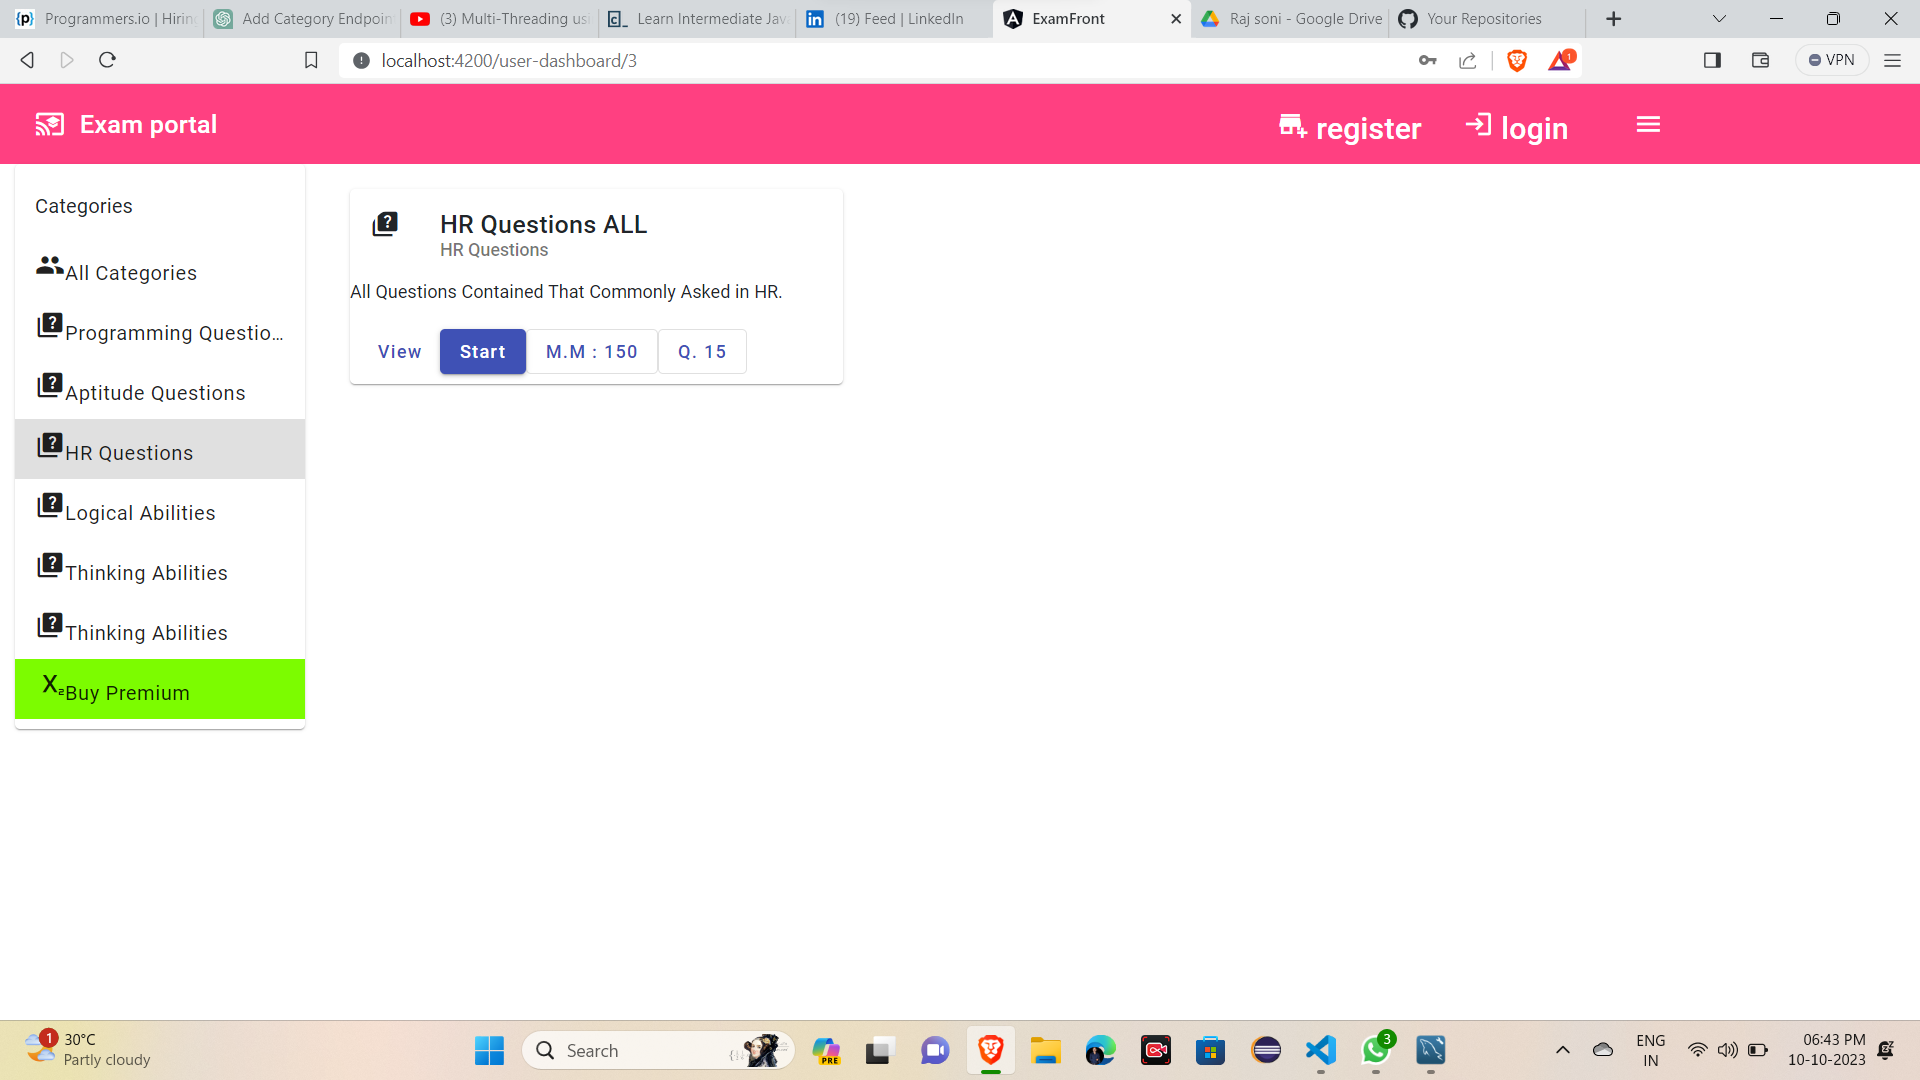 Programmers.io | Hirin
Add Category Endpoin
(3) Multi-Threading usi
Learn Intermediate Jav
(19) Feed | LinkedIn
ExamFront
Raj soni - Google Drive
Your Repositories
localhost:4200/user-dashboard/3
1
VPN
Exam portal
register
login
Categories
All Categories
Programming Questio...
Aptitude Questions
HR Questions
Logical Abilities
Thinking Abilities
Thinking Abilities
X₂Buy Premium
HR Questions ALL
HR Questions
All Questions Contained That Commonly Asked in HR.
View
Start
M.M : 150
Q. 15
1
30°C
Partly cloudy
Search
PRE
3
ENG
IN
06:43 PM
10-10-2023